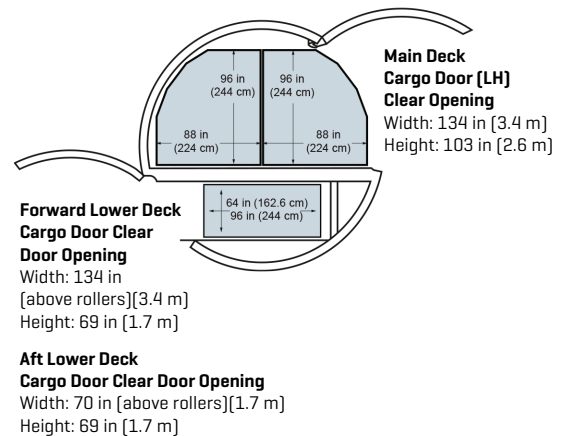 96 in
(244 cm)
96 in
(244 cm)
88 in
(224 cm)
88 in
(224 cm)
Main Deck
Cargo Door (LH)
Clear Opening
Width: 134 in (3.4 m)
Height: 103 in (2.6 m)
64 in (162.6 cm)
96 in (244 cm)
Forward Lower Deck
Cargo Door Clear
Door Opening
Width: 134 in
(above rollers)(3.4 m)
Height: 69 in (1.7 m)
Aft Lower Deck
Cargo Door Clear Door Opening
Width: 70 in (above rollers)(1.7 m)
Height: 69 in (1.7 m)